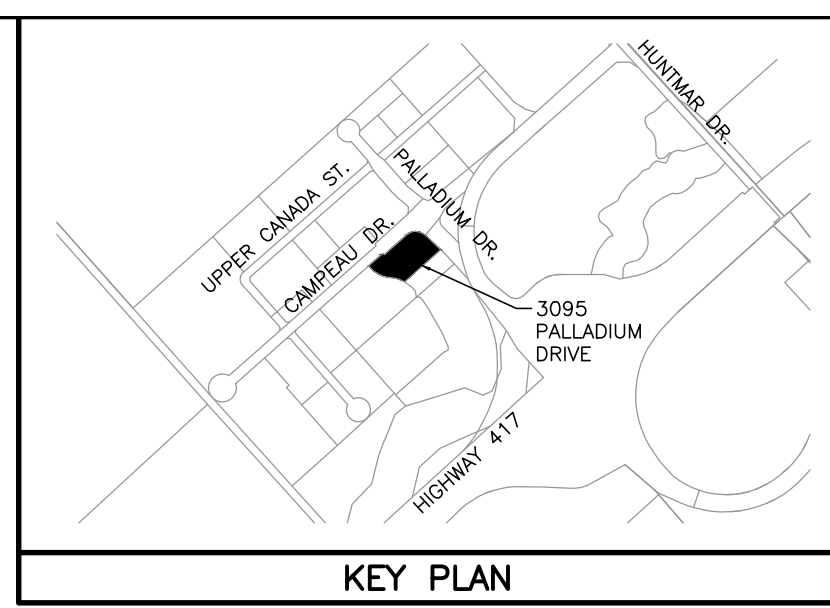 HUNTMAR DR.
PALLADIUM DR.
UPPER CANADA ST.
CAMPEAU DR.
3095
PALLADIUM
DRIVE
HIGHWAY 417
KEY PLAN